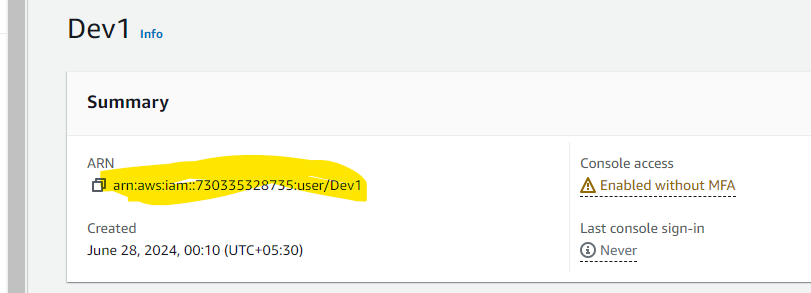 Dev1 Info
Summary
ARN
arn:aws:iam::730335328735:user/Dev1
Created
June 28, 2024, 00:10 (UTC+05:30)
Console access
Enabled without MFA
Last console sign-in
Never